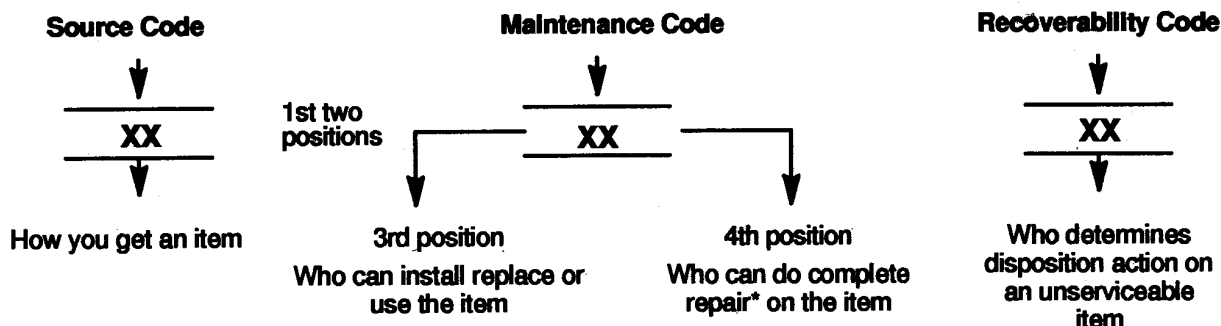 Source Code
Maintenance Code
Recoverability Code
XX
1st two
positions
XX
XX
How you get an item
3rd position
Who can install replace or
use the item
4th position
Who can do complete
repair* on the item
Who determines
disposition action on
an unserviceable
item